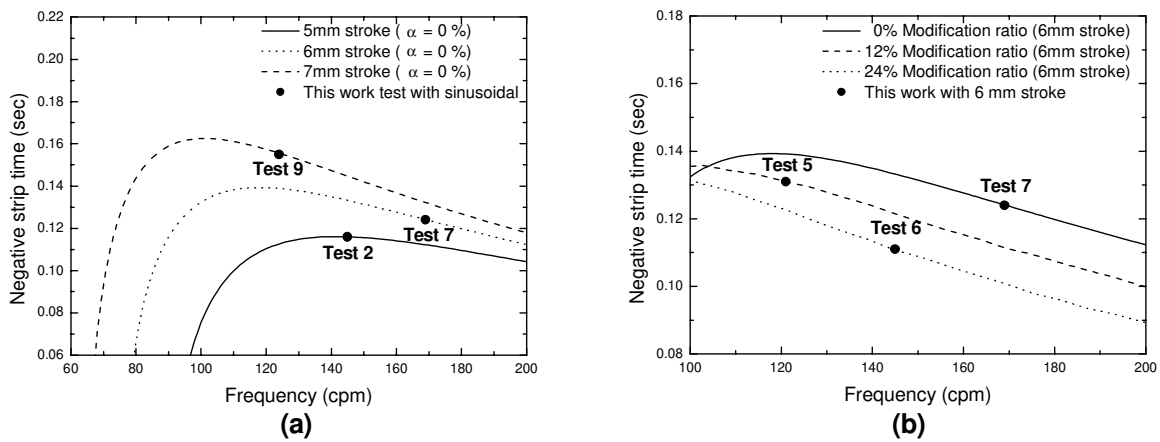 5mm stroke ( α = 0 %)
6mm stroke ( α = 0 %)
7mm stroke ( α = 0 %)
This work test with sinusoidal
Test 9
Test 7
Test 2
0.22
0.20
0.18
0.16
0.14
0.12
0.10
0.08
0.06
Negative strip time (sec)
60 80 100 120 140 160 180 200
Frequency (cpm)
(a)
0% Modification ratio (6mm stroke)
12% Modification ratio (6mm stroke)
24% Modification ratio (6mm stroke)
This work with 6 mm stroke
Test 5
Test 7
Test 6
0.18
0.16
0.14
0.12
0.10
0.08
Negative strip time (sec)
100 120 140 160 180 200
Frequency (cpm)
(b)